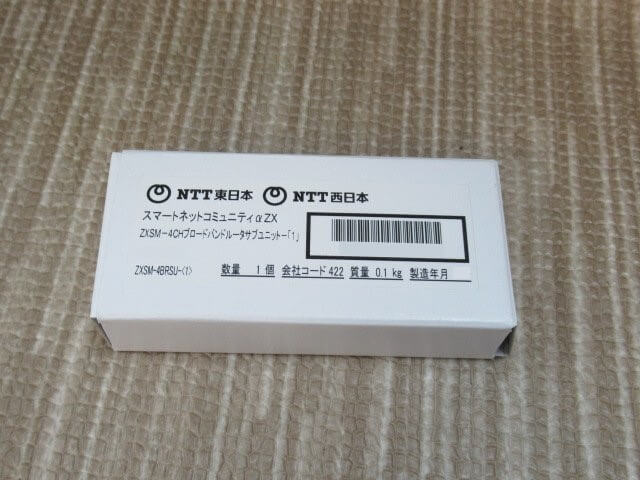 NTT東日本 NTT西日本
スマートネットコミュニティαZX
ZXSM-4CHブロードバンドルータサブユニット-「1」
ZXSM-4BRSU-<1> 数量 1個 会社コード422 質量 0.1kg 製造年月